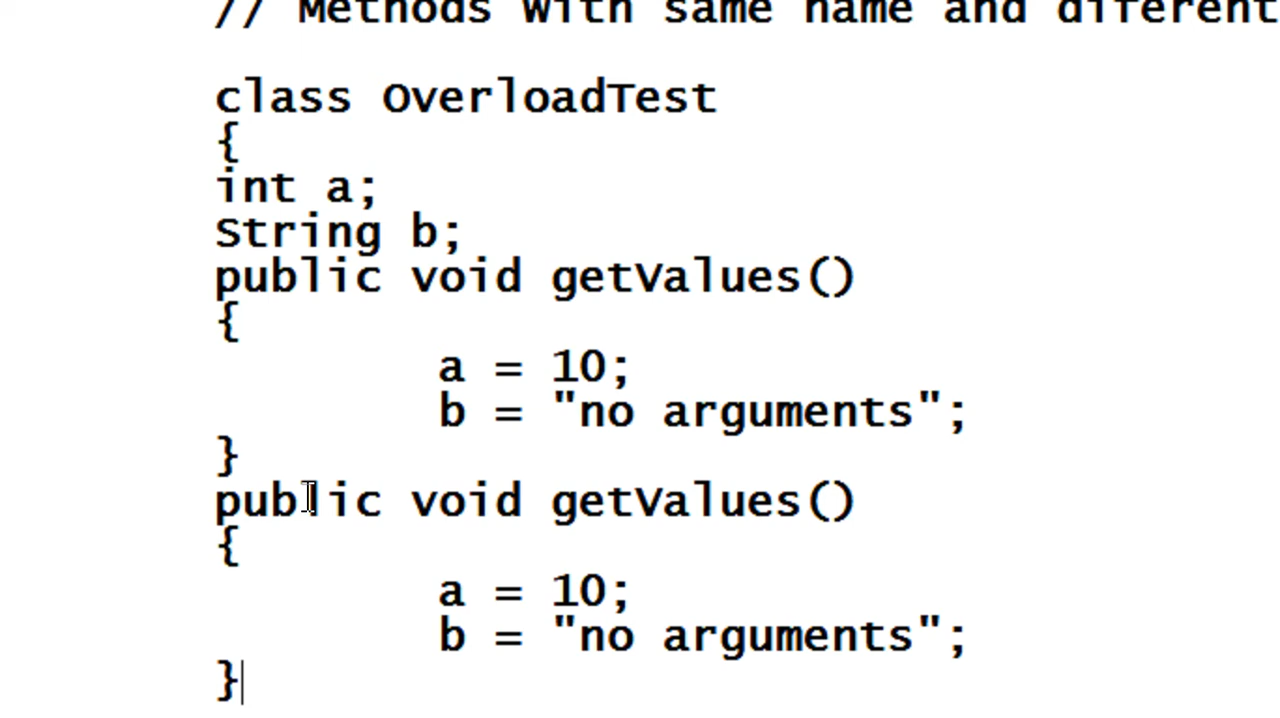 // Methods with same name and diferent
class OverloadTest
{
int a;
String b;
public void getValues()
{
a = 10;
b = "no arguments";
}
public void getValues()
{
a = 10;
b = "no arguments";
}